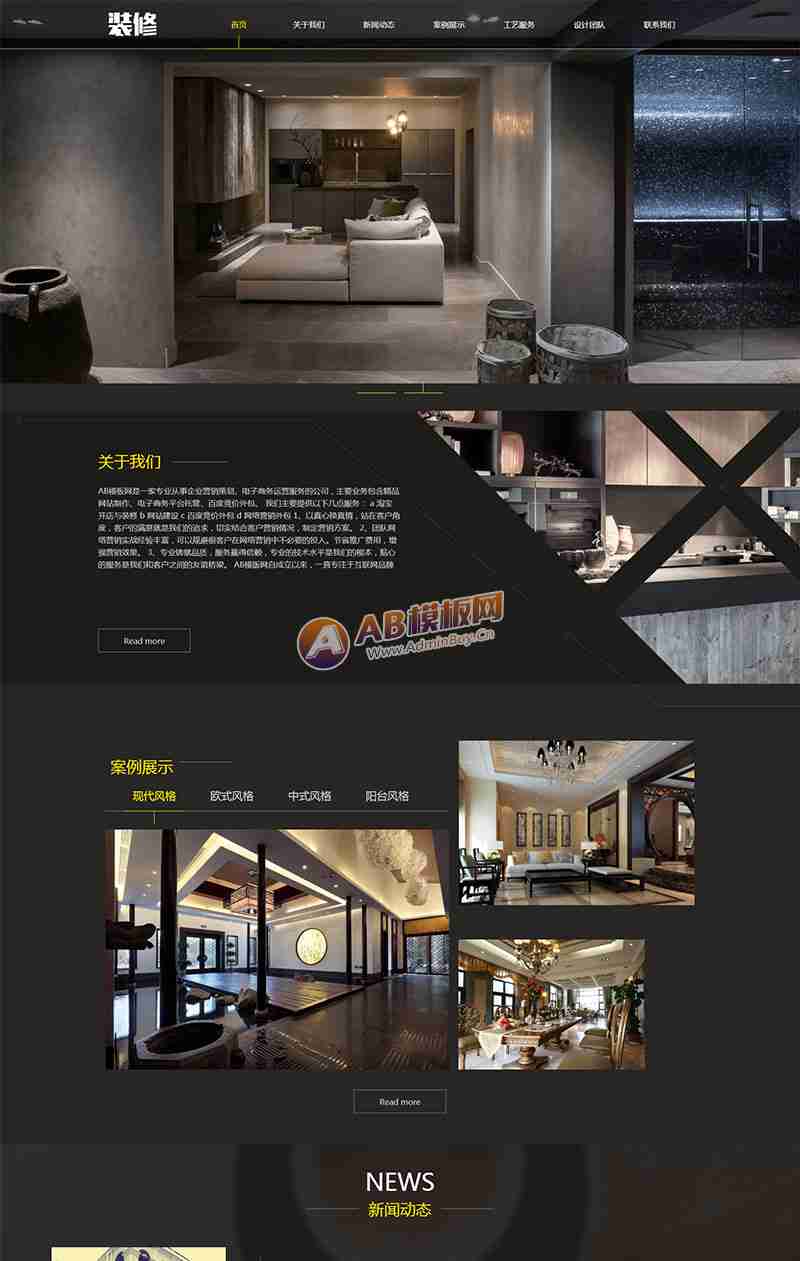 装修
首页 关于我们 新闻动态 案例展示 工艺服务 设计团队 联系我们
关于我们
AB模板网是一家专业从事企业营销策划、电子商务运营服务的公司，主要业务包含精品
网站制作、电子商务平台托管、百度竞价外包、 我们主要提供以下几点服务： a 淘宝
开店与装修 b 网站建设 c 百度竞价外包 d 网络营销外包 1、以真心换真情，站在客户角
度，客户的满意就是我们的追求，切实结合客户营销情况，制定营销方案。 2、团队网
络营销实战经验丰富，可以规避很客户在网络营销中不必要的投入。节省推广费用，增
强营销效果。 3、专业铸就品质，服务赢得信赖，专业的技术水平是我们的根本，贴心
的服务是我们和客户之间的友谊桥梁。 AB模板网自成立以来，一直专注于互联网品牌
Read more
AB模板网
Www.AdminBuy.Cn
案例展示
现代风格 欧式风格 中式风格 阳台风格
Read more
NEWS
新闻动态